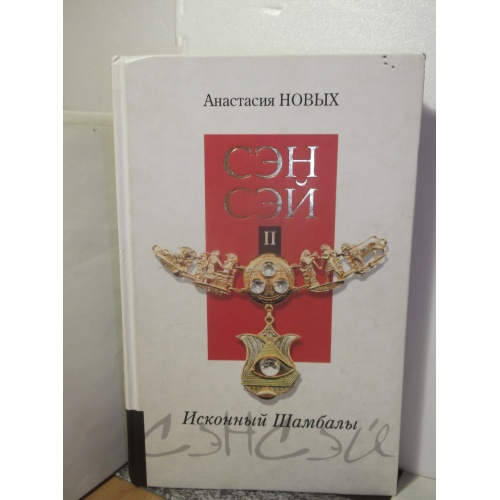 Анастасия НОВЫХ
СЭН
СЭЙ
II
Исконный Шамбалы
СЭНСЭЙ